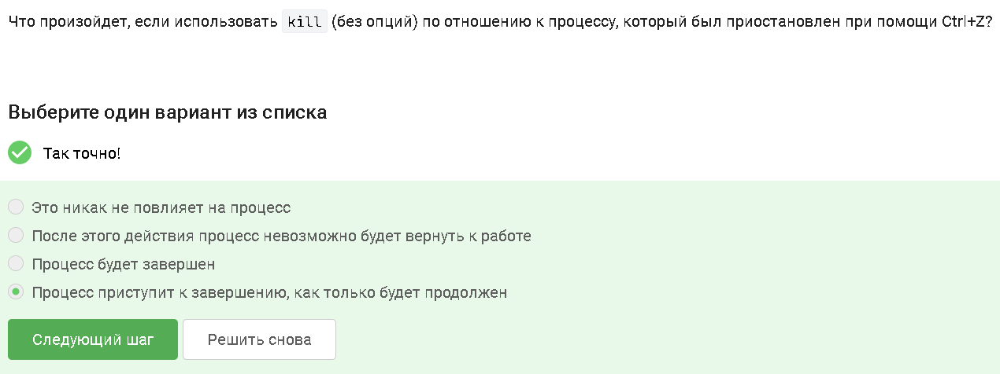 Что произойдет, если использовать kill (без опций) по отношению к процессу, который был приостановлен при помощи Ctrl+Z?
Выберите один вариант из списка
Так точно!
Это никак не повлияет на процесс
После этого действия процесс невозможно будет вернуть к работе
Процесс будет завершен
Процесс приступит к завершению, как только будет продолжен
Следующий шаг Решить снова